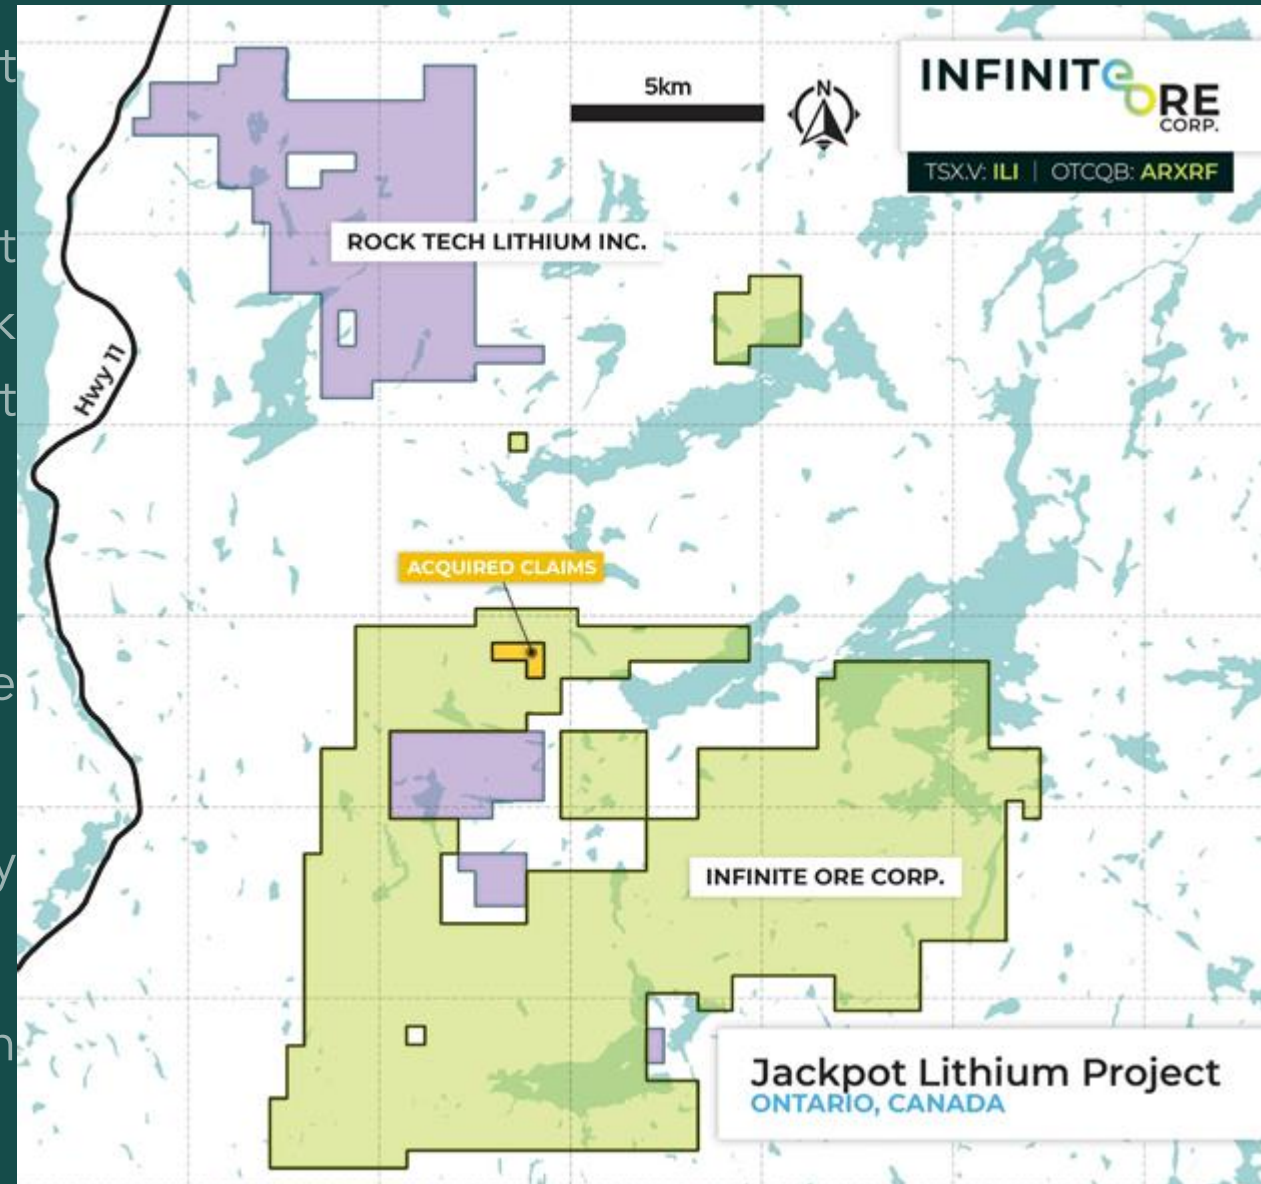 5km
N
INFINITE ORE
CORP.
TSX.V: ILI | OTCQB: ARXRF
ROCK TECH LITHIUM INC.
Hwy 11
ACQUIRED CLAIMS
INFINITE ORE CORP.
Jackpot Lithium Project
ONTARIO, CANADA